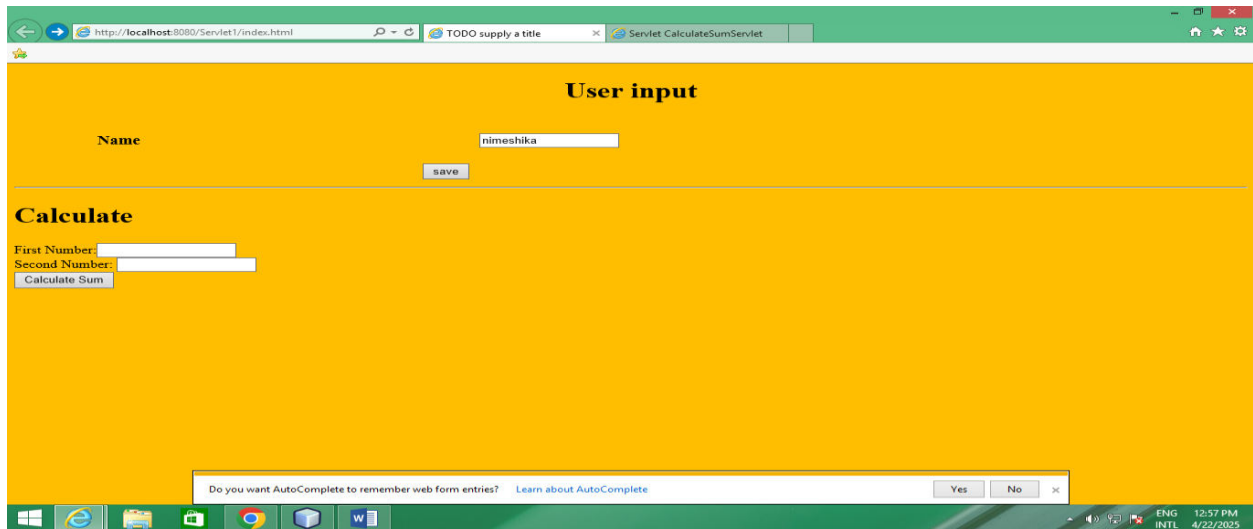 http://localhost:8080/Servlet1/index.html
TODO supply a title
Servlet CalculateSumServlet
User input
Name
nimeshika
save
Calculate
First Number:
Second Number:
Calculate Sum
Do you want AutoComplete to remember web form entries? Learn about AutoComplete Yes No
ENG 12:57 PM
INTL 4/22/2025